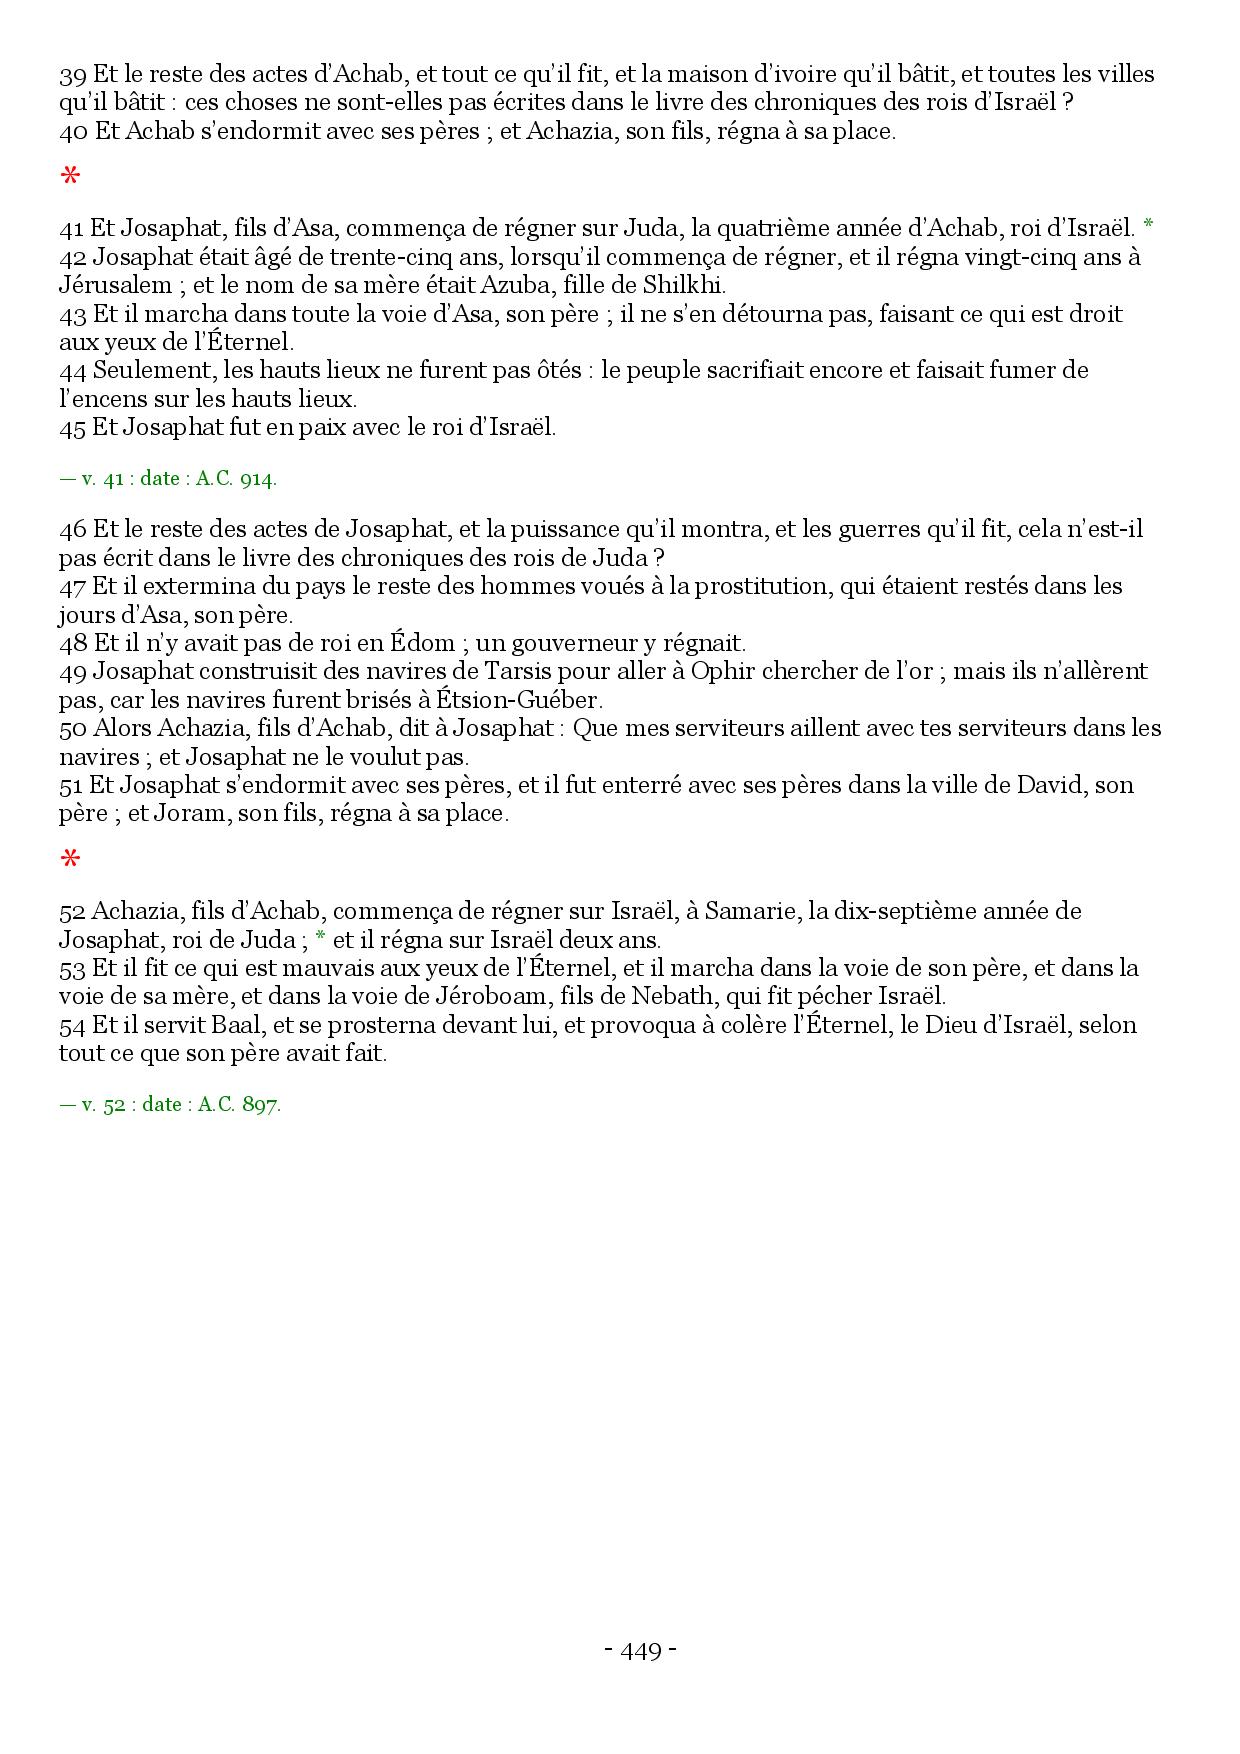 39 Et le reste des actes d’Achab, et tout ce qu’il fit, et la maison d’ivoire qu’il bâtit, et toutes les villes
qu’il bâtit : ces choses ne sont-elles pas écrites dans le livre des chroniques des rois d’Israël ?
40 Et Achab s’endormit avec ses pères ; et Achazia, son fils, régna à sa place.
*
41 Et Josaphat, fils d’Asa, commença de régner sur Juda, la quatrième année d’Achab, roi d’Israël. *
42 Josaphat était âgé de trente-cinq ans, lorsqu’il commença de régner, et il régna vingt-cinq ans à
Jérusalem ; et le nom de sa mère était Azuba, fille de Shilkhi.
43 Et il marcha dans toute la voie d’Asa, son père ; il ne s’en détourna pas, faisant ce qui est droit
aux yeux de l’Éternel.
44 Seulement, les hauts lieux ne furent pas ôtés : le peuple sacrifiait encore et faisait fumer de
l’encens sur les hauts lieux.
45 Et Josaphat fut en paix avec le roi d’Israël.
— v. 41 : date : A.C. 914.
46 Et le reste des actes de Josaphat, et la puissance qu’il montra, et les guerres qu’il fit, cela n’est-il
pas écrit dans le livre des chroniques des rois de Juda ?
47 Et il extermina du pays le reste des hommes voués à la prostitution, qui étaient restés dans les
jours d’Asa, son père.
48 Et il n’y avait pas de roi en Édom ; un gouverneur y régnait.
49 Josaphat construisit des navires de Tarsis pour aller à Ophir chercher de l’or ; mais ils n’allèrent
pas, car les navires furent brisés à Étsion-Guéber.
50 Alors Achazia, fils d’Achab, dit à Josaphat : Que mes serviteurs aillent avec tes serviteurs dans les
navires ; et Josaphat ne le voulut pas.
51 Et Josaphat s’endormit avec ses pères, et il fut enterré avec ses pères dans la ville de David, son
père ; et Joram, son fils, régna à sa place.
*
52 Achazia, fils d’Achab, commença de régner sur Israël, à Samarie, la dix-septième année de
Josaphat, roi de Juda ; * et il régna sur Israël deux ans.
53 Et il fit ce qui est mauvais aux yeux de l’Éternel, et il marcha dans la voie de son père, et dans la
voie de sa mère, et dans la voie de Jéroboam, fils de Nebath, qui fit pécher Israël.
54 Et il servit Baal, et se prosterna devant lui, et provoqua à colère l’Éternel, le Dieu d’Israël, selon
tout ce que son père avait fait.
— v. 52 : date : A.C. 897.
- 449 -